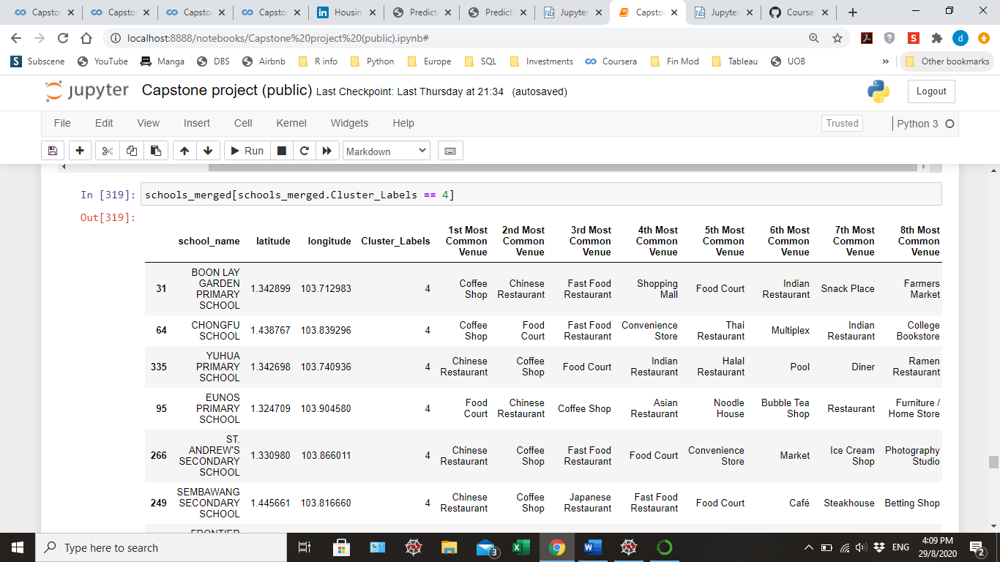 Capsto Capsto Capsto Capsto Housin Predicti Predicti Jupyter Capsto Jupyter Course
localhost:8888/notebooks/Capstone%20project%20(public).ipynb#
Subscene YouTube Manga DBS Airbnb R info Python Europe SQL Investments Coursera Fin Mod Tableau UOB » Other bookmarks
jupyter Capstone project (public) Last Checkpoint: Last Thursday at 21:34 (autosaved) Logout
File Edit View Insert Cell Kernel Widgets Help Trusted Python 3
Run Markdown
In [319]: schools_merged[schools_merged.Cluster_Labels == 4]
Out[319]:
school_name latitude longitude Cluster_Labels 1st Most Common Venue 2nd Most Common Venue 3rd Most Common Venue 4th Most Common Venue 5th Most Common Venue 6th Most Common Venue 7th Most Common Venue 8th Most Common Venue
31 BOON LAY GARDEN PRIMARY SCHOOL 1.342899 103.712983 4 Coffee Shop Chinese Restaurant Fast Food Restaurant Shopping Mall Food Court Indian Restaurant Snack Place Farmers Market
64 CHONGFU SCHOOL 1.438767 103.839296 4 Coffee Shop Food Court Fast Food Restaurant Convenience Store Thai Restaurant Multiplex Indian Restaurant College Bookstore
335 YUHUA PRIMARY SCHOOL 1.342698 103.740936 4 Chinese Restaurant Coffee Shop Food Court Indian Restaurant Halal Restaurant Pool Diner Ramen Restaurant
95 EUNOS PRIMARY SCHOOL 1.324709 103.904580 4 Food Court Chinese Restaurant Coffee Shop Asian Restaurant Noodle House Bubble Tea Shop Restaurant Furniture / Home Store
266 ST. ANDREW'S SECONDARY SCHOOL 1.330980 103.866011 4 Chinese Restaurant Coffee Shop Fast Food Restaurant Food Court Convenience Store Market Ice Cream Shop Photography Studio
249 SEMBAWANG SECONDARY SCHOOL 1.445661 103.816660 4 Chinese Restaurant Coffee Shop Japanese Restaurant Fast Food Restaurant Food Court Café Steakhouse Betting Shop
FRONTIER
Type here to search 3 ENG 4:09 PM 29/8/2020 2